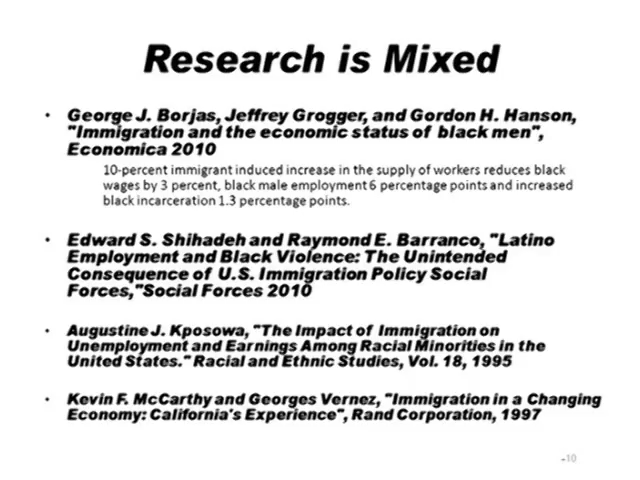 Research is Mixed
• George J. Borjas, Jeffrey Grogger, and Gordon H. Hanson,
"Immigration and the economic status of black men",
Economica 2010
10-percent immigrant induced increase in the supply of workers reduces black
wages by 3 percent, black male employment 6 percentage points and increased
black incarceration 1.3 percentage points.
• Edward S. Shihadeh and Raymond E. Barranco, "Latino
Employment and Black Violence: The Unintended
Consequence of U.S. Immigration Policy Social
Forces,"Social Forces 2010
• Augustine J. Kposowa, "The Impact of Immigration on
Unemployment and Earnings Among Racial Minorities in the
United States." Racial and Ethnic Studies, Vol. 18, 1995
• Kevin F. McCarthy and Georges Vernez, "Immigration in a Changing
Economy: California's Experience", Rand Corporation, 1997
-10